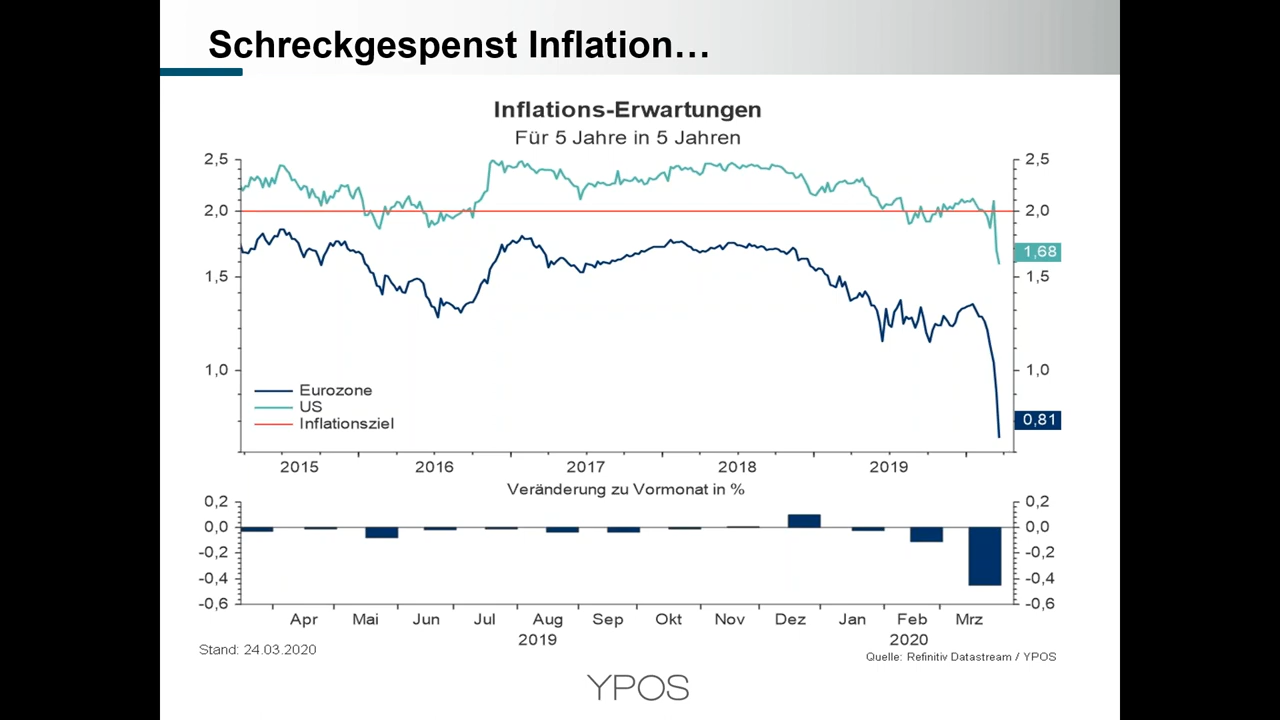 Schreckgespenst Inflation…
Inflations-Erwartungen
Für 5 Jahre in 5 Jahren
2,5 2,5
2,0 2,0
1,68
1,5 1,5
1,0 1,0
Eurozone
US
Inflationsziel
0,81
2015 2016 2017 2018 2019
Veränderung zu Vormonat in %
0,2 0,2
0,0 0,0
-0,2 -0,2
-0,4 -0,4
-0,6 -0,6
Apr Mai Jun Jul Aug Sep Okt Nov Dez Jan Feb Mrz
2019 2020
Stand: 24.03.2020
Quelle: Refinitiv Datastream / YPOS
YPOS